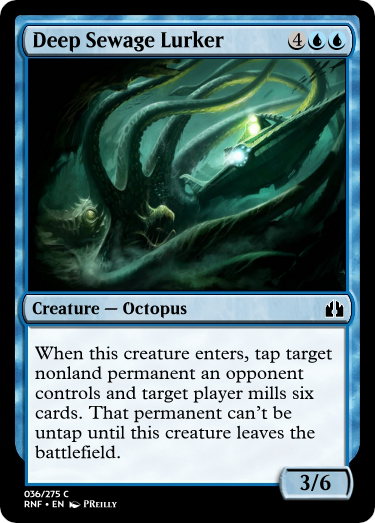 Deep Sewage Lurker 4
Creature — Octopus
When this creature enters, tap target
nonland permanent an opponent
controls and target player mills six
cards. That permanent can't be
untap until this creature leaves the
battlefield.
3/6
036/275 C
RNF • EN PReilly